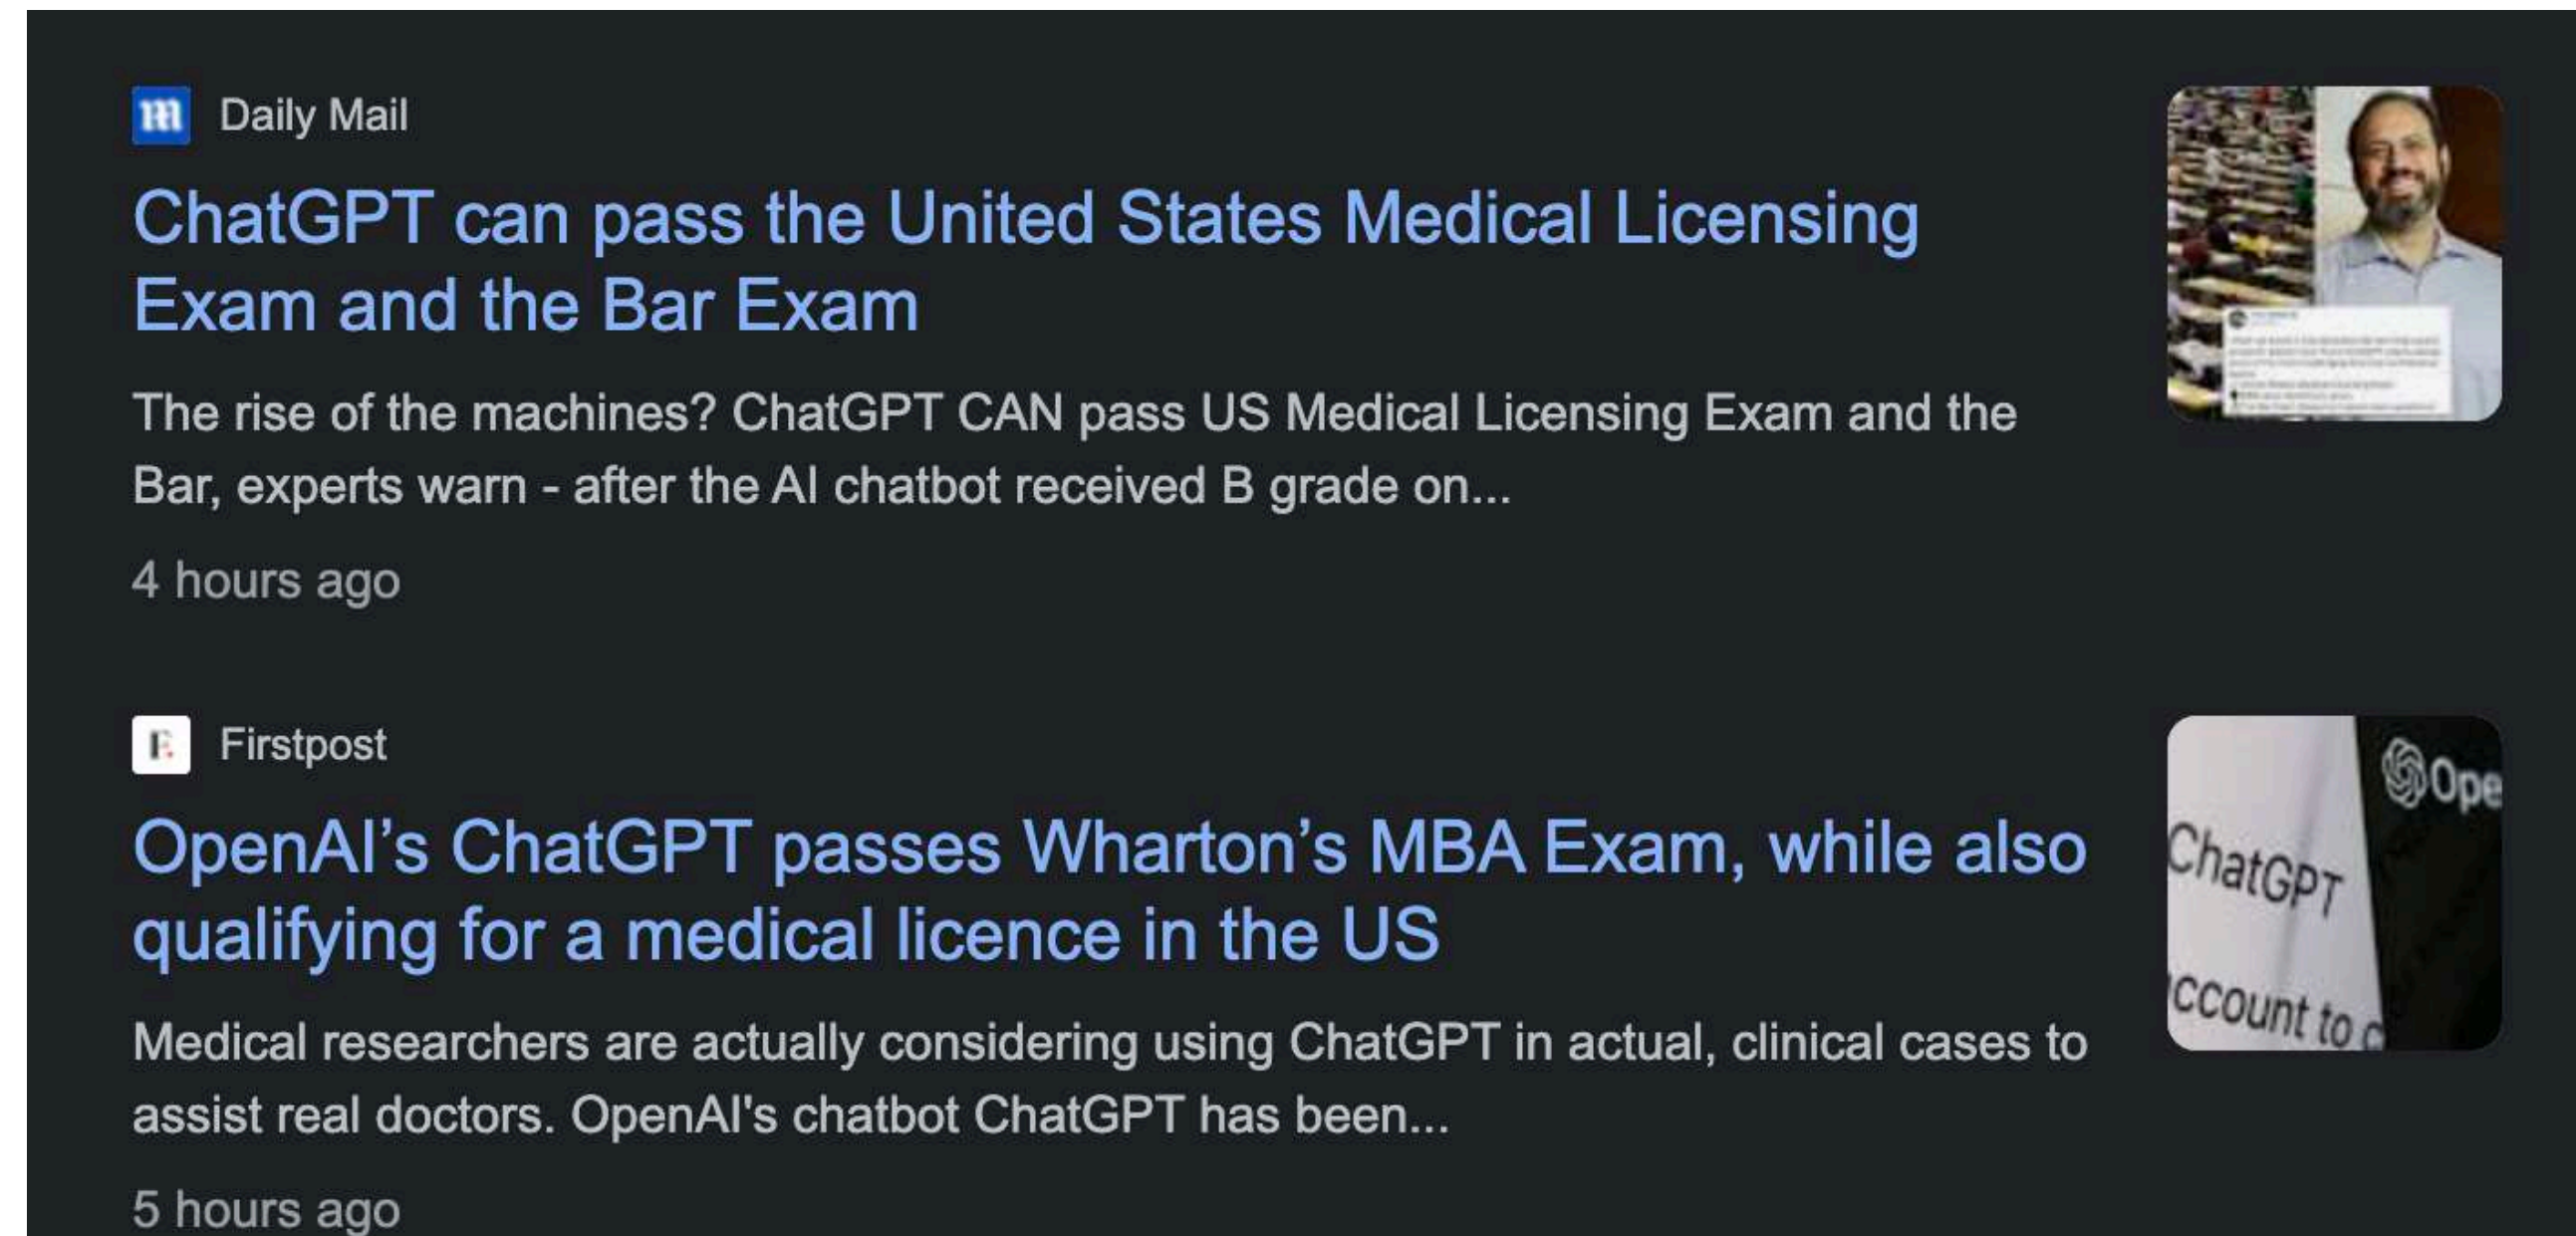 Daily Mail
ChatGPT can pass the United States Medical Licensing
Exam and the Bar Exam
The rise of the machines? ChatGPT CAN pass US Medical Licensing Exam and the
Bar, experts warn - after the AI chatbot received B grade on...
4 hours ago
Firstpost
OpenAI’s ChatGPT passes Wharton’s MBA Exam, while also
qualifying for a medical licence in the US
Ope
ChatGPT
ccount to c
Medical researchers are actually considering using ChatGPT in actual, clinical cases to
assist real doctors. OpenAI's chatbot ChatGPT has been...
5 hours ago